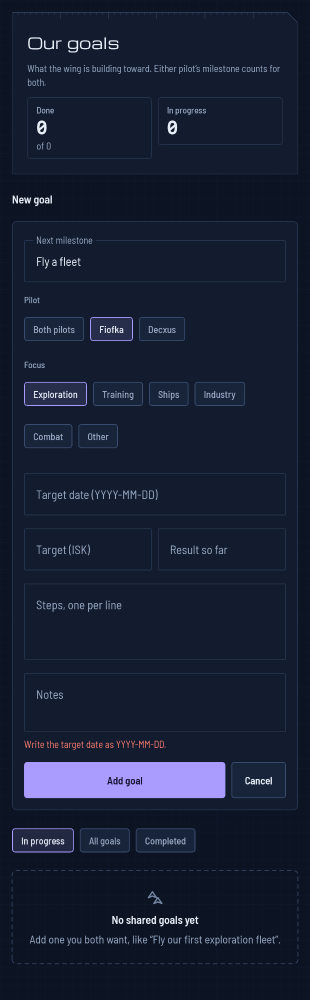 Our goals
What the wing is building toward. Either pilot's milestone counts for
both.
Done
0
of 0
In progress
0
New goal
Next milestone
Fly a fleet
Pilot
Both pilots
Fiofka
Decxus
Focus
Exploration
Training
Ships
Industry
Combat
Other
Target date (YYYY-MM-DD)
Target (ISK)
Result so far
Steps, one per line
Notes
Write the target date as YYYY-MM-DD.
Add goal
Cancel
In progress
All goals
Completed
No shared goals yet
Add one you both want, like “Fly our first exploration fleet”.